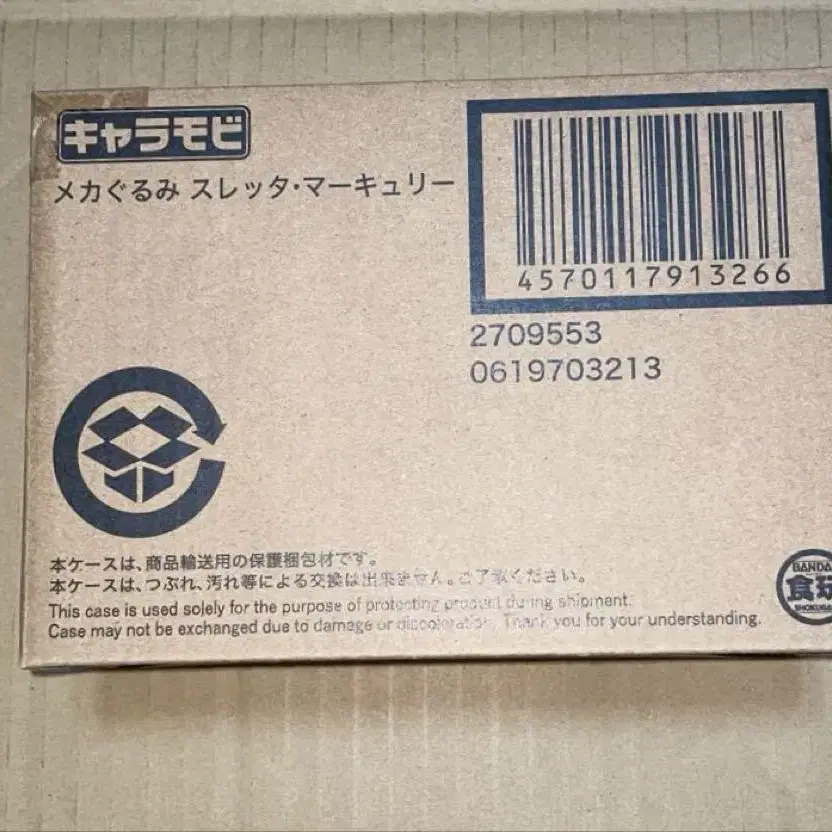 キャラモビ
メカぐるみ スレッタ・マーキュリー
4570117913266
2709553
0619703213
本ケースは、商品輸送用の保護梱包材です。
本ケースは、つぶれ、汚れ等による交換は出来ません。ご了承ください。
This case is used solely for the purpose of protecting product during shipment.
Case may not be exchanged due to damage or discoloration. Thank you for your understanding.
BANDAI
食玩
SHOKUGAN